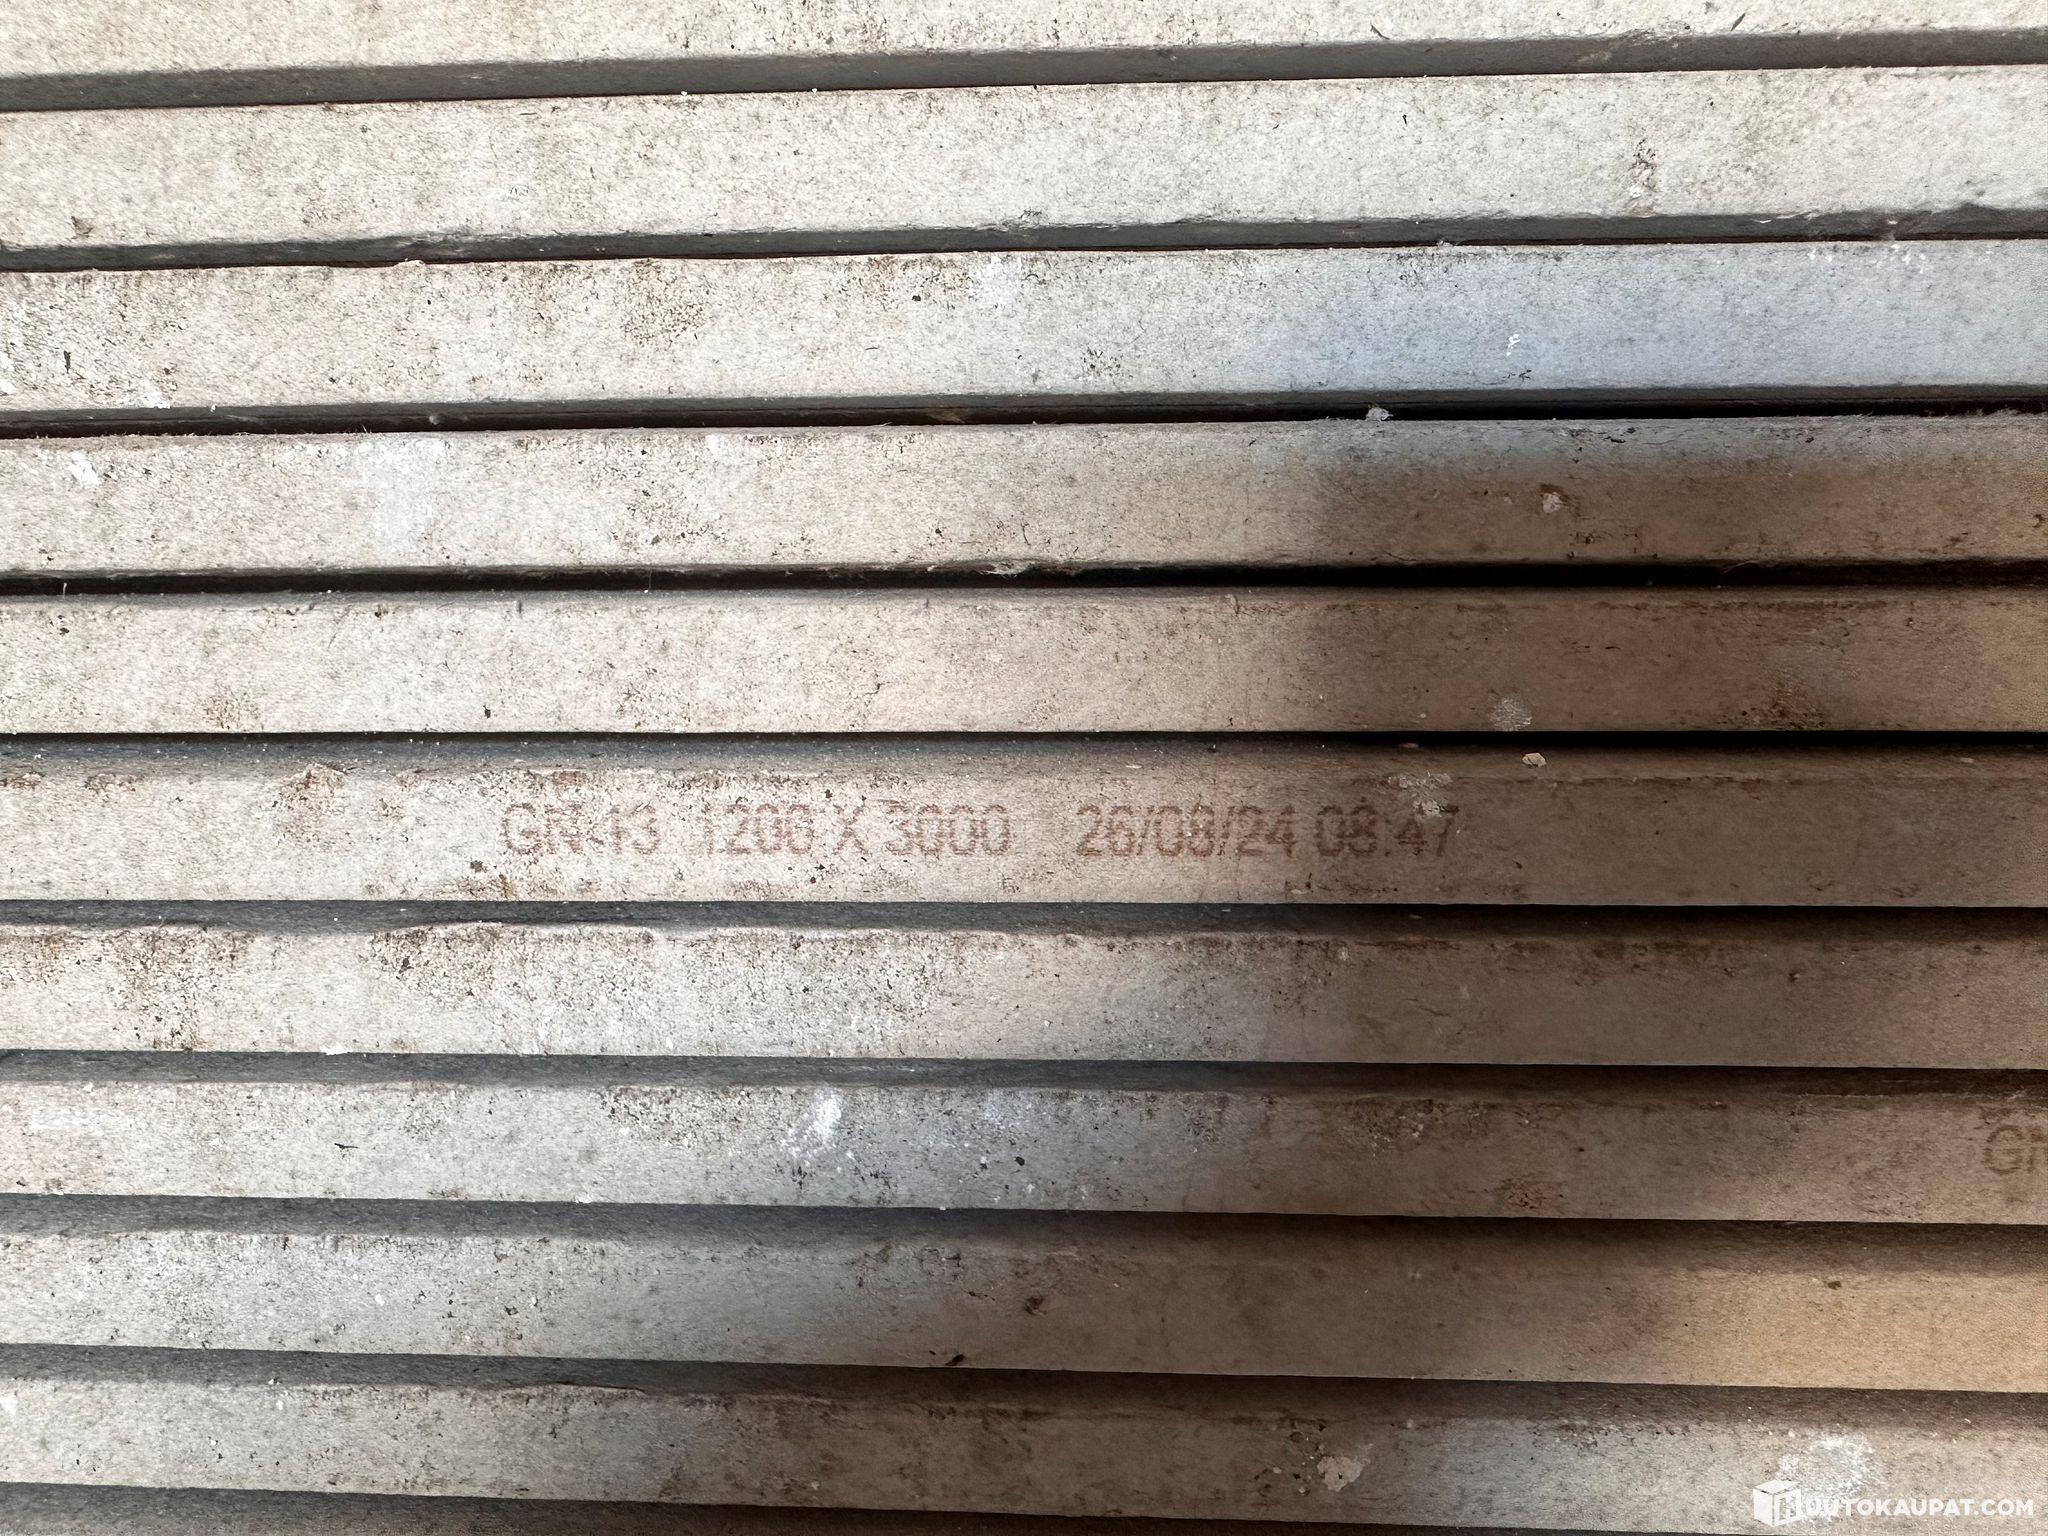 GN-13 1200 X 3000 26/08/24 08:47
GN
HUUTOKAUPAT.COM